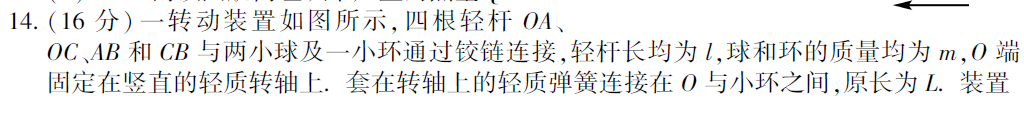 14. (16 分)一转动装置如图所示,四根轻杆 OA、
OC、AB 和 CB 与两小球及一小环通过铰链连接,轻杆长均为 l,球和环的质量均为 m,O 端
固定在竖直的轻质转轴上. 套在转轴上的轻质弹簧连接在 O 与小环之间,原长为 L. 装置